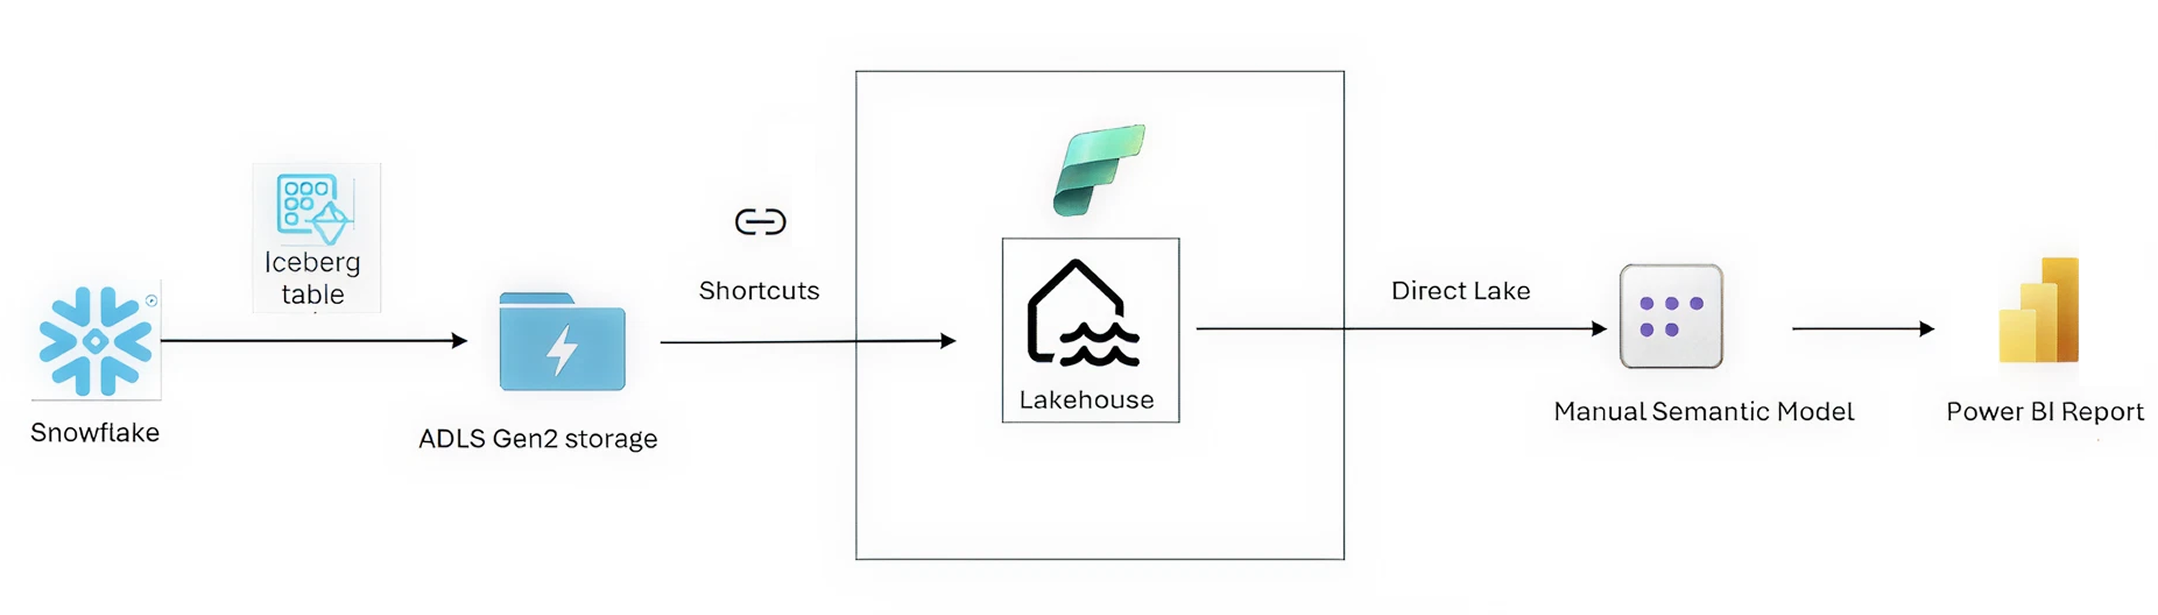 Iceberg
table
Snowflake
ADLS Gen2 storage
Shortcuts
Lakehouse
Direct Lake
Manual Semantic Model
Power BI Report